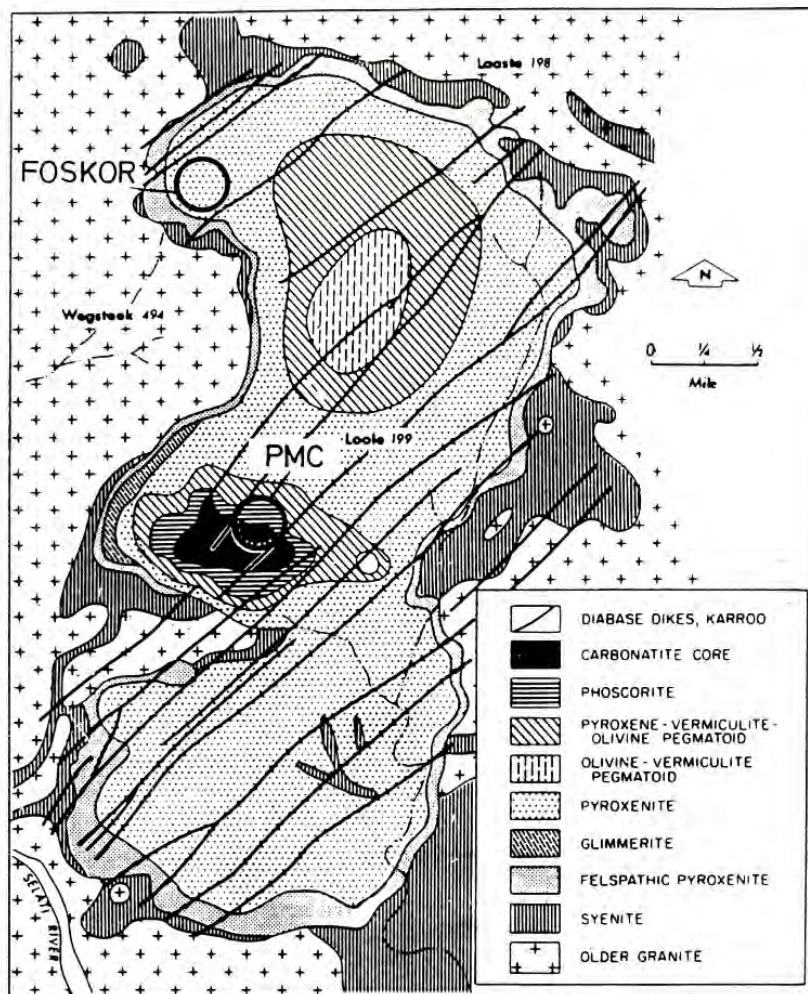 Laaste 198
FOSKOR
N
Wegsteek 494
0 1/4 1/2
Mile
PMC
Loole 199
DIABASE DIKES, KARROO
CARBONATITE CORE
PHOSCORITE
PYROXENE-VERMICULITE-
OLIVINE PEGMATOID
OLIVINE-VERMICULITE
PEGMATOID
PYROXENITE
GLIMMERITE
FELSPATHIC PYROXENITE
SYENITE
OLDER GRANITE
SELATI
RIVER